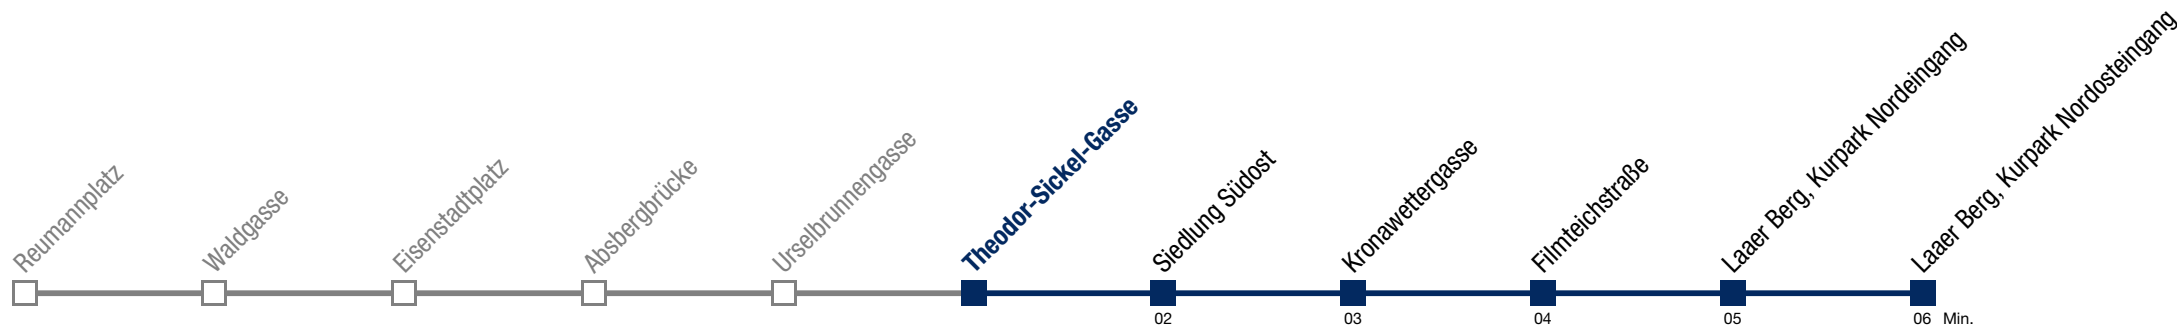 Reumannplatz
Waldgasse
Eisenstadtplatz
Absbergbrücke
Urselbrunnengasse
Theodor-Sickel-Gasse
Siedlung Südost
Kronawettergasse
Filmteichstraße
Laaer Berg, Kurpark Nordeingang
Laaer Berg, Kurpark Nordosteingang
02 03 04 05 06 Min.